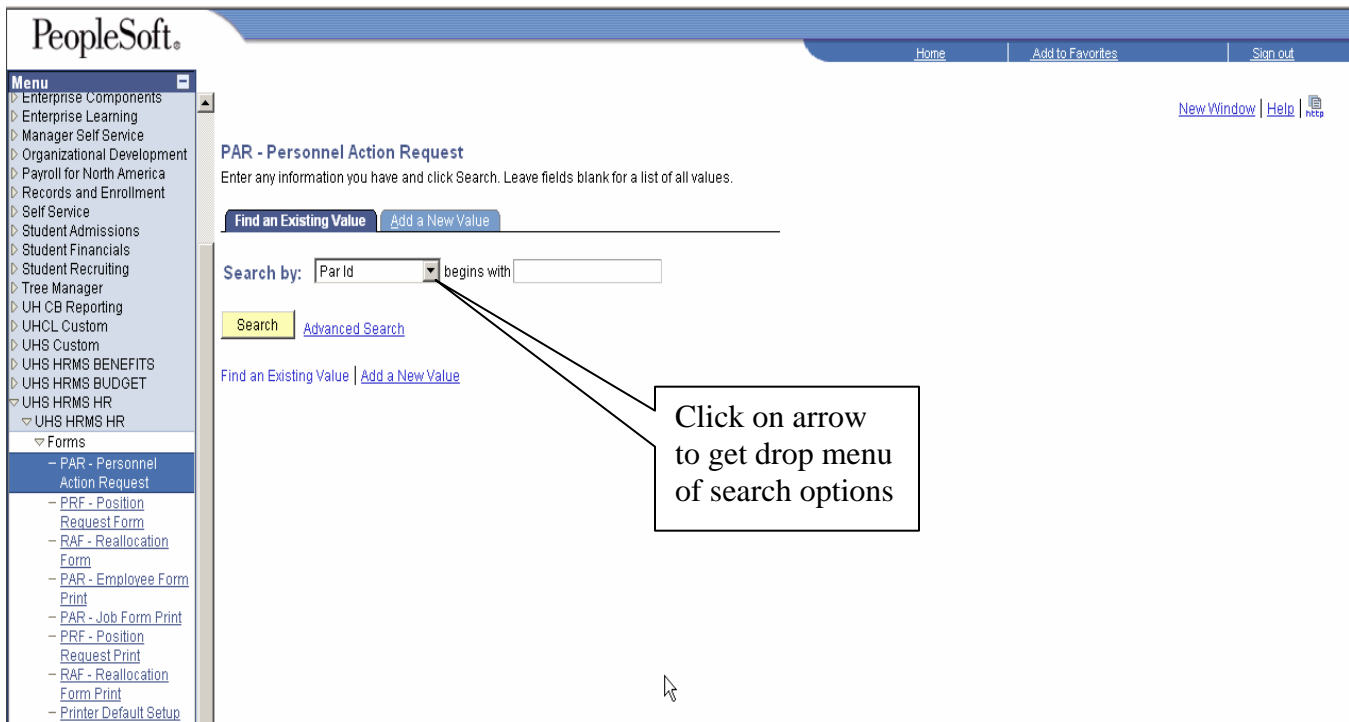 PeopleSoft®
Home
Add to Favorites
Sign out
Menu
Enterprise Components
Enterprise Learning
Manager Self Service
Organizational Development
Payroll for North America
Records and Enrollment
Self Service
Student Admissions
Student Financials
Student Recruiting
Tree Manager
UH CB Reporting
UHCL Custom
UHS Custom
UHS HRMS BENEFITS
UHS HRMS BUDGET
UHS HRMS HR
UHS HRMS HR
Forms
– PAR - Personnel
Action Request
– PRF - Position
Request Form
– RAF - Reallocation
Form
– PAR - Employee Form
Print
– PAR - Job Form Print
– PRF - Position
Request Print
– RAF - Reallocation
Form Print
– Printer Default Setup
New Window | Help | http
PAR - Personnel Action Request
Enter any information you have and click Search. Leave fields blank for a list of all values.
Find an Existing Value Add a New Value
Search by: Par Id begins with
Search Advanced Search
Find an Existing Value | Add a New Value
Click on arrow
to get drop menu
of search options